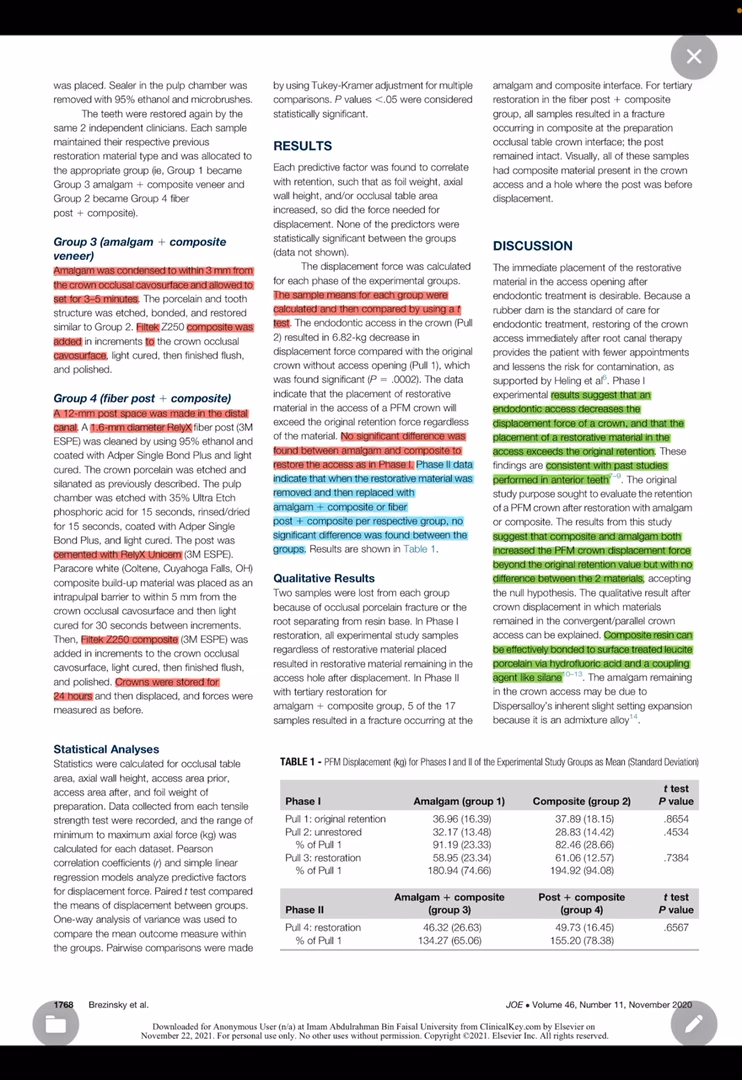 was placed. Sealer in the pulp chamber was
removed with 95% ethanol and microbrushes.
The teeth were restored again by the
same 2 independent clinicians. Each sample
maintained their respective previous
restoration material type and was allocated to
the appropriate group (ie, Group 1 became
Group 3 amalgam + composite veneer and
Group 2 became Group 4 fiber
post + composite).
Group 3 (amalgam + composite
veneer)
Amalgam was condensed to within 3 mm from
the crown occlusal cavosurface and allowed to
set for 3–5 minutes. The porcelain and tooth
structure was etched, bonded, and restored
similar to Group 2. Filtek Z250 composite was
added in increments to the crown occlusal
cavosurface, light cured, then finished flush,
and polished.
Group 4 (fiber post + composite)
A 12-mm post space was made in the distal
canal. A 1.6-mm diameter RelyX fiber post (3M
ESPE) was cleaned by using 95% ethanol and
coated with Adper Single Bond Plus and light
cured. The crown porcelain was etched and
silanated as previously described. The pulp
chamber was etched with 35% Ultra Etch
phosphoric acid for 15 seconds, rinsed/dried
for 15 seconds, coated with Adper Single
Bond Plus, and light cured. The post was
cemented with RelyX Unicem (3M ESPE).
Paracore white (Coltene, Cuyahoga Falls, OH)
composite build-up material was placed as an
intrapulpal barrier to within 5 mm from the
crown occlusal cavosurface and then light
cured for 30 seconds between increments.
Then, Filtek Z250 composite (3M ESPE) was
added in increments to the crown occlusal
cavosurface, light cured, then finished flush,
and polished. Crowns were stored for
24 hours and then displaced, and forces were
measured as before.
Statistical Analyses
Statistics were calculated for occlusal table
area, axial wall height, access area prior,
access area after, and foil weight of
preparation. Data collected from each tensile
strength test were recorded, and the range of
minimum to maximum axial force (kg) was
calculated for each dataset. Pearson
correlation coefficients (r) and simple linear
regression models analyze predictive factors
for displacement force. Paired t test compared
the means of displacement between groups.
One-way analysis of variance was used to
compare the mean outcome measure within
the groups. Pairwise comparisons were made
by using Tukey-Kramer adjustment for multiple
comparisons. P values <.05 were considered
statistically significant.
RESULTS
Each predictive factor was found to correlate
with retention, such as foil weight, axial
wall height, and/or occlusal table area
increased, so did the force needed for
displacement. None of the predictors were
statistically significant between the groups
(data not shown).
The displacement force was calculated
for each phase of the experimental groups.
The sample means for each group were
calculated and then compared by using a t
test. The endodontic access in the crown (Pull
2) resulted in 6.82-kg decrease in
displacement force compared with the original
crown without access opening (Pull 1), which
was found significant (P = .0002). The data
indicate that the placement of restorative
material in the access of a PFM crown will
exceed the original retention force regardless
of the material. No significant difference was
found between amalgam and composite to
restore the access as in Phase I. Phase II data
indicate that when the restorative material was
removed and then replaced with
amalgam + composite or fiber
post + composite per respective group, no
significant difference was found between the
groups. Results are shown in Table 1.
Qualitative Results
Two samples were lost from each group
because of occlusal porcelain fracture or the
root separating from resin base. In Phase I
restoration, all experimental study samples
regardless of restorative material placed
resulted in restorative material remaining in the
access hole after displacement. In Phase II
with tertiary restoration for
amalgam + composite group, 5 of the 17
samples resulted in a fracture occurring at the
amalgam and composite interface. For tertiary
restoration in the fiber post + composite
group, all samples resulted in a fracture
occurring in composite at the preparation
occlusal table crown interface; the post
remained intact. Visually, all of these samples
had composite material present in the crown
access and a hole where the post was before
displacement.
DISCUSSION
The immediate placement of the restorative
material in the access opening after
endodontic treatment is desirable. Because a
rubber dam is the standard of care for
endodontic treatment, restoring of the crown
access immediately after root canal therapy
provides the patient with fewer appointments
and lessens the risk for contamination, as
supported by Heling et al⁶. Phase I
experimental results suggest that an
endodontic access decreases the
displacement force of a crown, and that the
placement of a restorative material in the
access exceeds the original retention. These
findings are consistent with past studies
performed in anterior teeth⁷⁻⁹. The original
study purpose sought to evaluate the retention
of a PFM crown after restoration with amalgam
or composite. The results from this study
suggest that composite and amalgam both
increased the PFM crown displacement force
beyond the original retention value but with no
difference between the 2 materials, accepting
the null hypothesis. The qualitative result after
crown displacement in which materials
remained in the convergent/parallel crown
access can be explained. Composite resin can
be effectively bonded to surface treated leucite
porcelain via hydrofluoric acid and a coupling
agent like silane¹⁰⁻¹³. The amalgam remaining
in the crown access may be due to
Dispersalloy's inherent slight setting expansion
because it is an admixture alloy¹⁴.
TABLE 1 - PFM Displacement (kg) for Phases I and II of the Experimental Study Groups as Mean (Standard Deviation)
Phase I Amalgam (group 1) Composite (group 2) t test P value
Pull 1: original retention 36.96 (16.39) 37.89 (18.15) .8654
Pull 2: unrestored 32.17 (13.48) 28.83 (14.42) .4534
% of Pull 1 91.19 (23.33) 82.46 (28.66)
Pull 3: restoration 58.95 (23.34) 61.06 (12.57) .7384
% of Pull 1 180.94 (74.66) 194.92 (94.08)
Phase II Amalgam + composite (group 3) Post + composite (group 4) t test P value
Pull 4: restoration 46.32 (26.63) 49.73 (16.45) .6567
% of Pull 1 134.27 (65.06) 155.20 (78.38)
1768 Brezinsky et al.
JOE • Volume 46, Number 11, November 2020
Downloaded for Anonymous User (n/a) at Imam Abdulrahman Bin Faisal University from ClinicalKey.com by Elsevier on
November 22, 2021. For personal use only. No other uses without permission. Copyright ©2021. Elsevier Inc. All rights reserved.